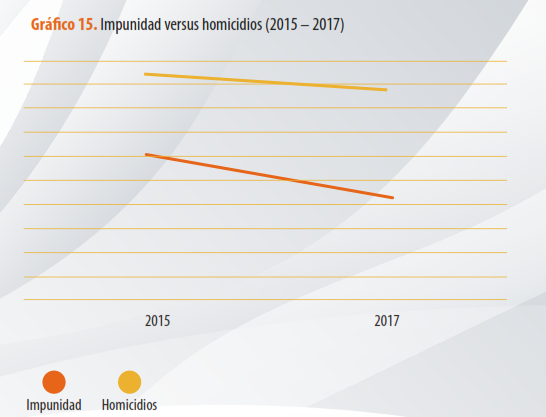 Gráfico 15. Impunidad versus homicidios (2015 – 2017)
2015 2017
Impunidad Homicidios